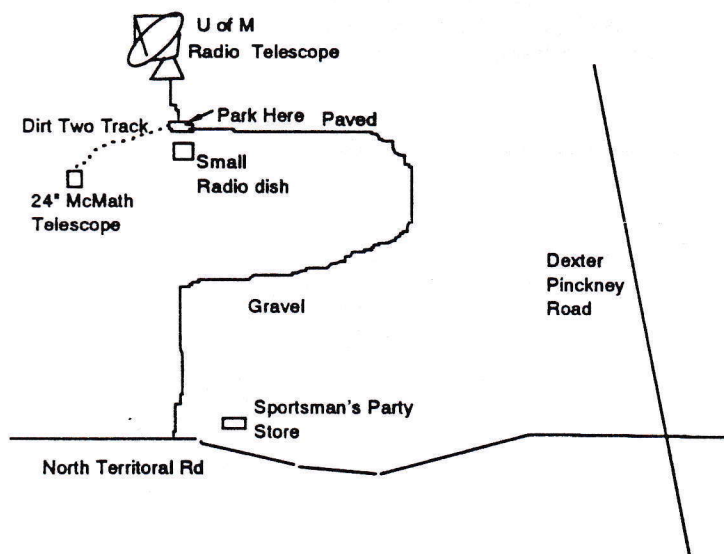 U of M
Radio Telescope
Park Here
Paved
Dirt Two Track
Small
Radio dish
24" McMath
Telescope
Dexter
Pinckney
Road
Gravel
Sportsman's Party
Store
North Territoral Rd